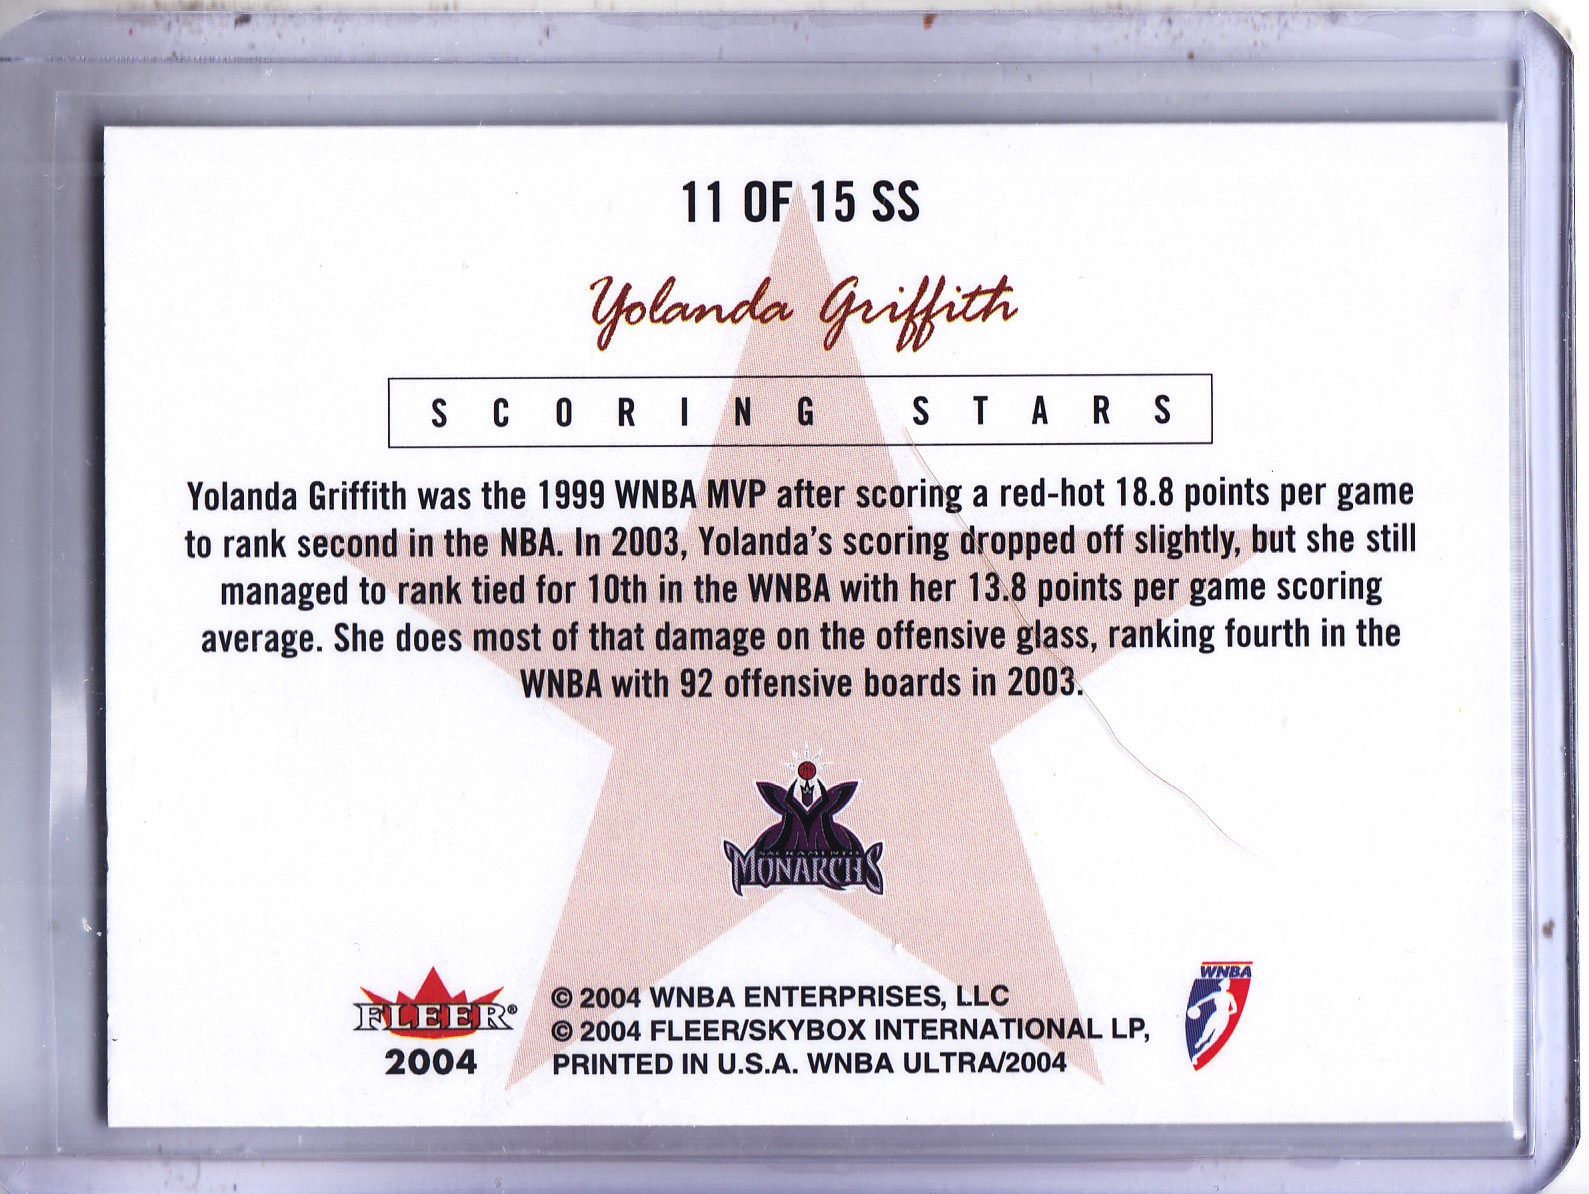 11 OF 15 SS
Yolanda Griffith
SCORING STARS
Yolanda Griffith was the 1999 WNBA MVP after scoring a red-hot 18.8 points per game
to rank second in the NBA. In 2003, Yolanda's scoring dropped off slightly, but she still
managed to rank tied for 10th in the WNBA with her 13.8 points per game scoring
average. She does most of that damage on the offensive glass, ranking fourth in the
WNBA with 92 offensive boards in 2003.
SACRAMENTO
MONARCHS
FLEER®
2004
© 2004 WNBA ENTERPRISES, LLC
© 2004 FLEER/SKYBOX INTERNATIONAL LP,
PRINTED IN U.S.A. WNBA ULTRA/2004
WNBA